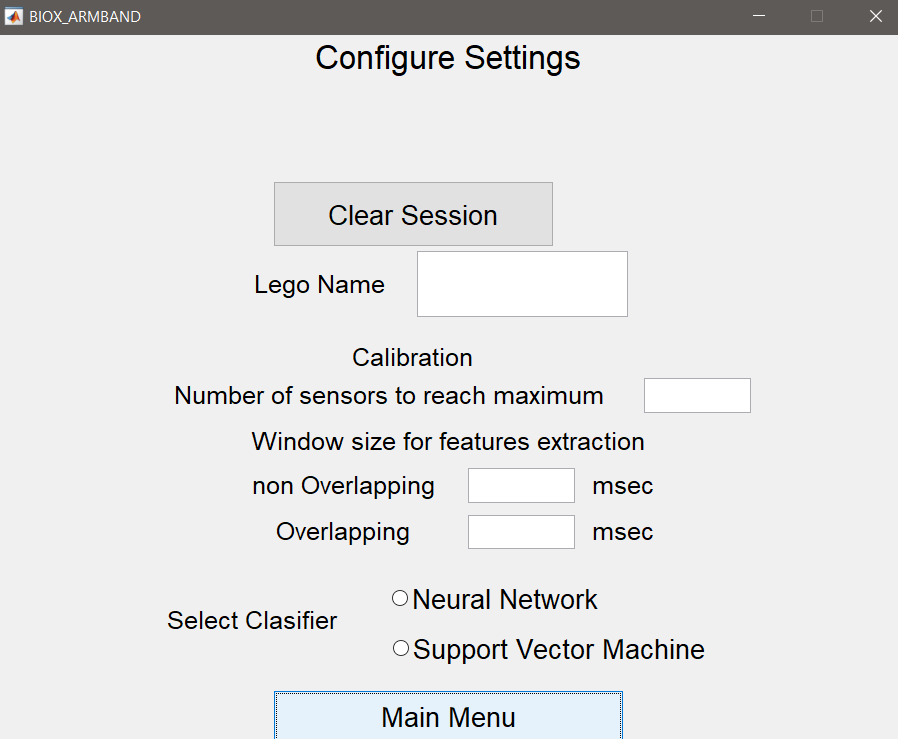 BIOX_ARMBAND
Configure Settings
Clear Session
Lego Name
Calibration
Number of sensors to reach maximum
Window size for features extraction
non Overlapping msec
Overlapping msec
Neural Network
Select Clasifier
Support Vector Machine
Main Menu